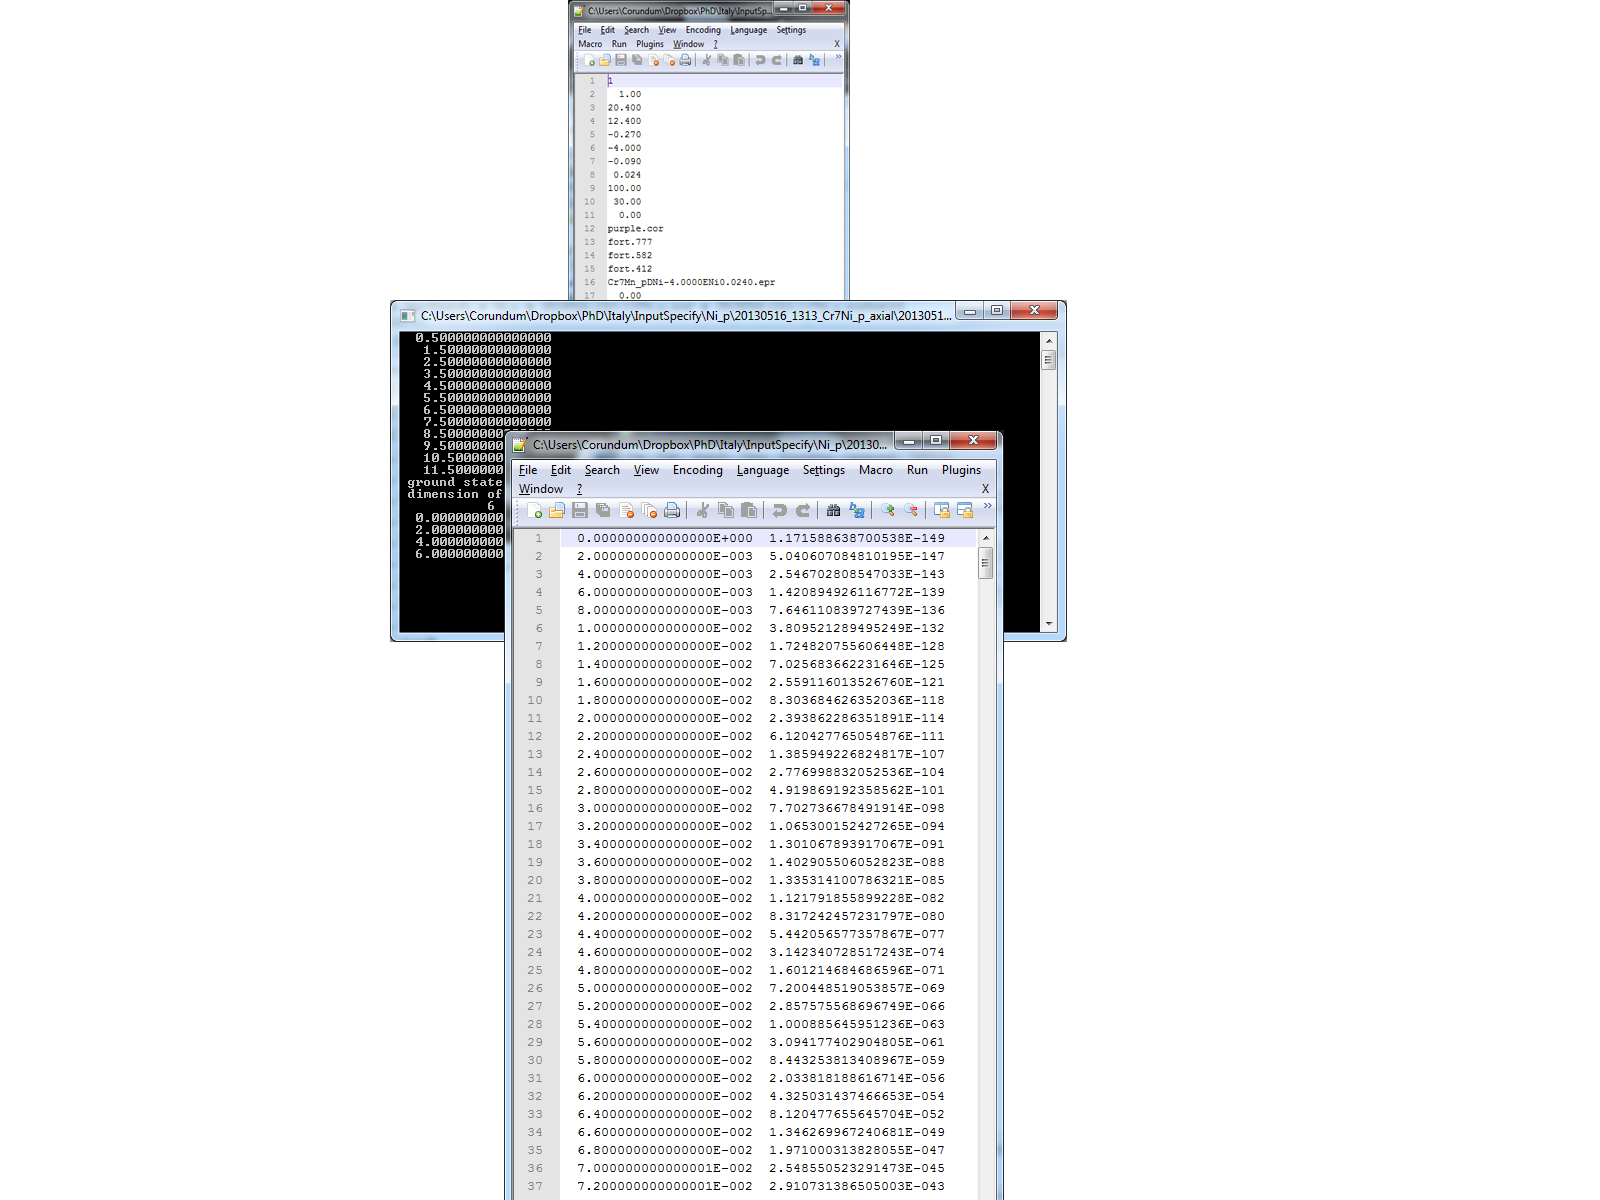 C:\Users\Corundum\Dropbox\PhD\Italy\InputSp...
File Edit Search View Encoding Language Settings
Macro Run Plugins Window ? X
1 1
2 1.00
3 20.400
4 12.400
5 -0.270
6 -4.000
7 -0.090
8 0.024
9 100.00
10 30.00
11 0.00
12 purple.cor
13 fort.777
14 fort.582
15 fort.412
16 Cr7Mn_pDNi-4.0000ENi0.0240.epr
17 0.00
C:\Users\Corundum\Dropbox\PhD\Italy\InputSpecify\Ni_p\20130516_1313_Cr7Ni_p_axial\2013051...
0.500000000000000
1.50000000000000
2.50000000000000
3.50000000000000
4.50000000000000
5.50000000000000
6.50000000000000
7.50000000000000
8.50000000
9.50000000
10.5000000
11.5000000
ground state
dimension of
6
0.000000000
2.000000000
4.000000000
6.000000000
C:\Users\Corundum\Dropbox\PhD\Italy\InputSpecify\Ni_p\20130...
File Edit Search View Encoding Language Settings Macro Run Plugins
Window ? X
1 0.000000000000000E+000 1.171588638700538E-149
2 2.000000000000000E-003 5.040607084810195E-147
3 4.000000000000000E-003 2.546702808547033E-143
4 6.000000000000000E-003 1.420894926116772E-139
5 8.000000000000000E-003 7.646110839727439E-136
6 1.000000000000000E-002 3.809521289495249E-132
7 1.200000000000000E-002 1.724820755606448E-128
8 1.400000000000000E-002 7.025683662231646E-125
9 1.600000000000000E-002 2.559116013526760E-121
10 1.800000000000000E-002 8.303684626352036E-118
11 2.000000000000000E-002 2.393862286351891E-114
12 2.200000000000000E-002 6.120427765054876E-111
13 2.400000000000000E-002 1.385949226824817E-107
14 2.600000000000000E-002 2.776998832052536E-104
15 2.800000000000000E-002 4.919869192358562E-101
16 3.000000000000000E-002 7.702736678491914E-098
17 3.200000000000000E-002 1.065300152427265E-094
18 3.400000000000000E-002 1.301067893917067E-091
19 3.600000000000000E-002 1.402905506052823E-088
20 3.800000000000000E-002 1.335314100786321E-085
21 4.000000000000000E-002 1.121791855899228E-082
22 4.200000000000000E-002 8.317242457231797E-080
23 4.400000000000000E-002 5.442056577357867E-077
24 4.600000000000000E-002 3.142340728517243E-074
25 4.800000000000000E-002 1.601214684686596E-071
26 5.000000000000000E-002 7.200448519053857E-069
27 5.200000000000000E-002 2.857575568696749E-066
28 5.400000000000000E-002 1.000885645951236E-063
29 5.600000000000000E-002 3.094177402904805E-061
30 5.800000000000000E-002 8.443253813408967E-059
31 6.000000000000000E-002 2.033818188616714E-056
32 6.200000000000000E-002 4.325031437466653E-054
33 6.400000000000000E-002 8.120477655645704E-052
34 6.600000000000000E-002 1.346269967240681E-049
35 6.800000000000000E-002 1.971000313828055E-047
36 7.000000000000001E-002 2.548550523291473E-045
37 7.200000000000001E-002 2.910731386505003E-043